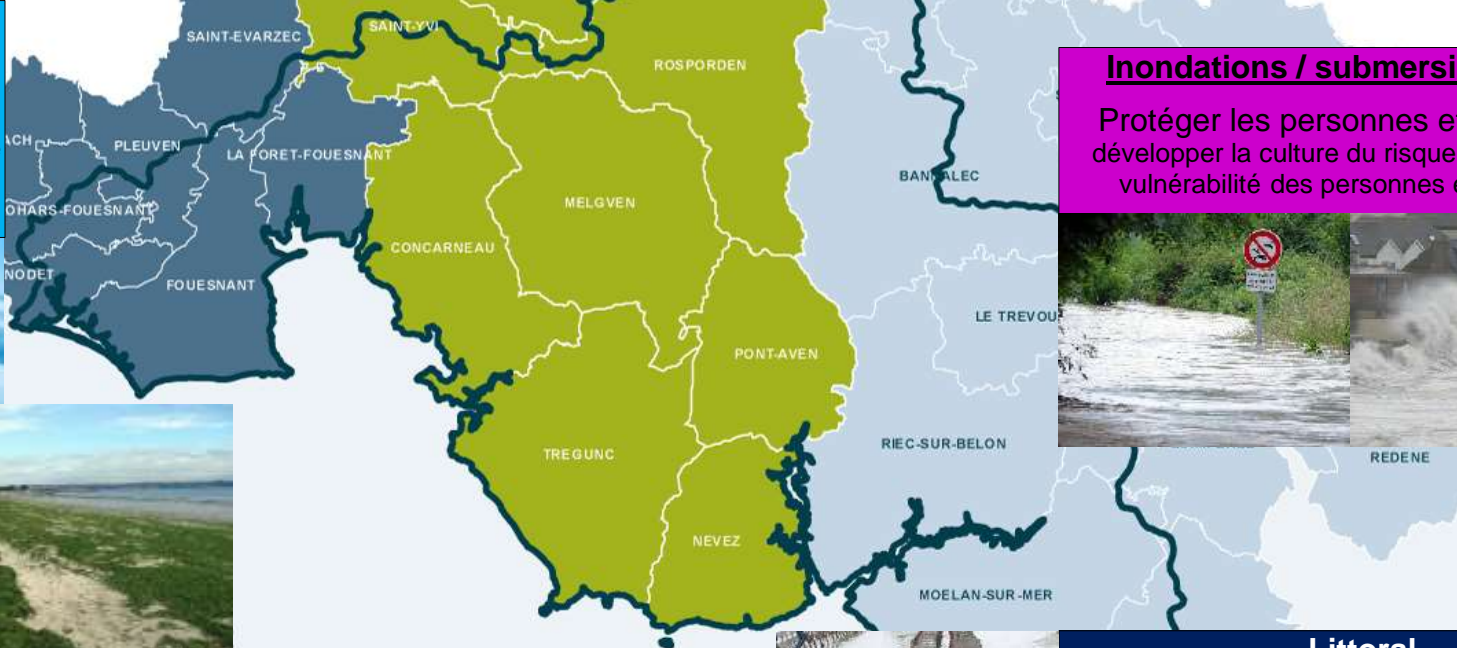 SAINT-EVARZEC
SAINT-YVI
ROSPORDEN
Inondations /
Protéger les personnes
développer la culture du risque
vulnérabilité des personnes
PLEUVEN
LA FORET-FOUESNANT
BANNALEC
MELGVEN
CONCARNEAU
FOUESNANT
LE
PONT-AVEN
RIEC-SUR-BELON
REDENE
TREGUNC
NEVEZ
MOELAN-SUR-MER
Littoral